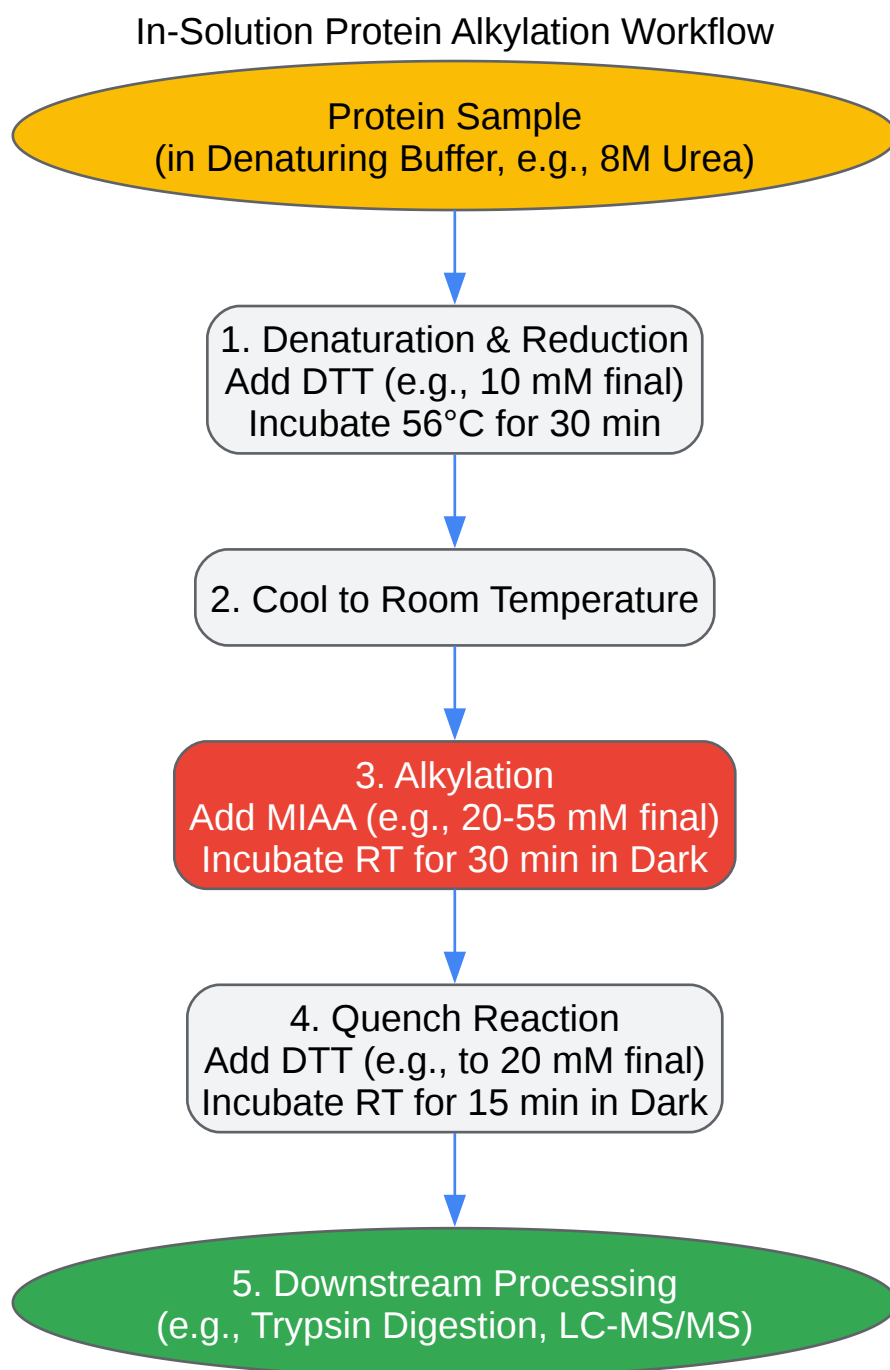 In-Solution Protein Alkylation Workflow
Protein Sample
(in Denaturing Buffer, e.g., 8M Urea)
1. Denaturation & Reduction
Add DTT (e.g., 10 mM final)
Incubate 56°C for 30 min
2. Cool to Room Temperature
3. Alkylation
Add MIAA (e.g., 20-55 mM final)
Incubate RT for 30 min in Dark
4. Quench Reaction
Add DTT (e.g., to 20 mM final)
Incubate RT for 15 min in Dark
5. Downstream Processing
(e.g., Trypsin Digestion, LC-MS/MS)